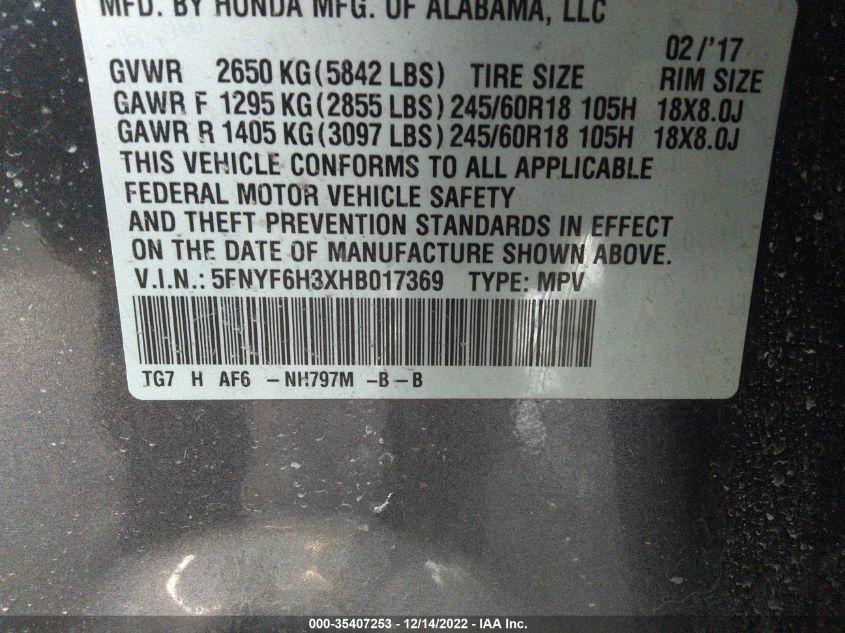 MFD. BY HONDA MFG. OF ALABAMA, LLC
02/'17
GVWR 2650 KG (5842 LBS) TIRE SIZE RIM SIZE
GAWR F 1295 KG (2855 LBS) 245/60R18 105H 18X8.0J
GAWR R 1405 KG (3097 LBS) 245/60R18 105H 18X8.0J
THIS VEHICLE CONFORMS TO ALL APPLICABLE
FEDERAL MOTOR VEHICLE SAFETY
AND THEFT PREVENTION STANDARDS IN EFFECT
ON THE DATE OF MANUFACTURE SHOWN ABOVE.
V.I.N.: 5FNYF6H3XHB017369 TYPE: MPV
TG7 H AF6 -NH797M -B-B
000-35407253 - 12/14/2022 - IAA Inc.